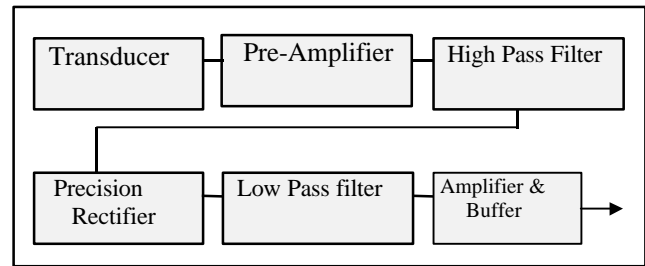 Transducer
Pre-Amplifier
High Pass Filter
Precision
Rectifier
Low Pass filter
Amplifier &
Buffer